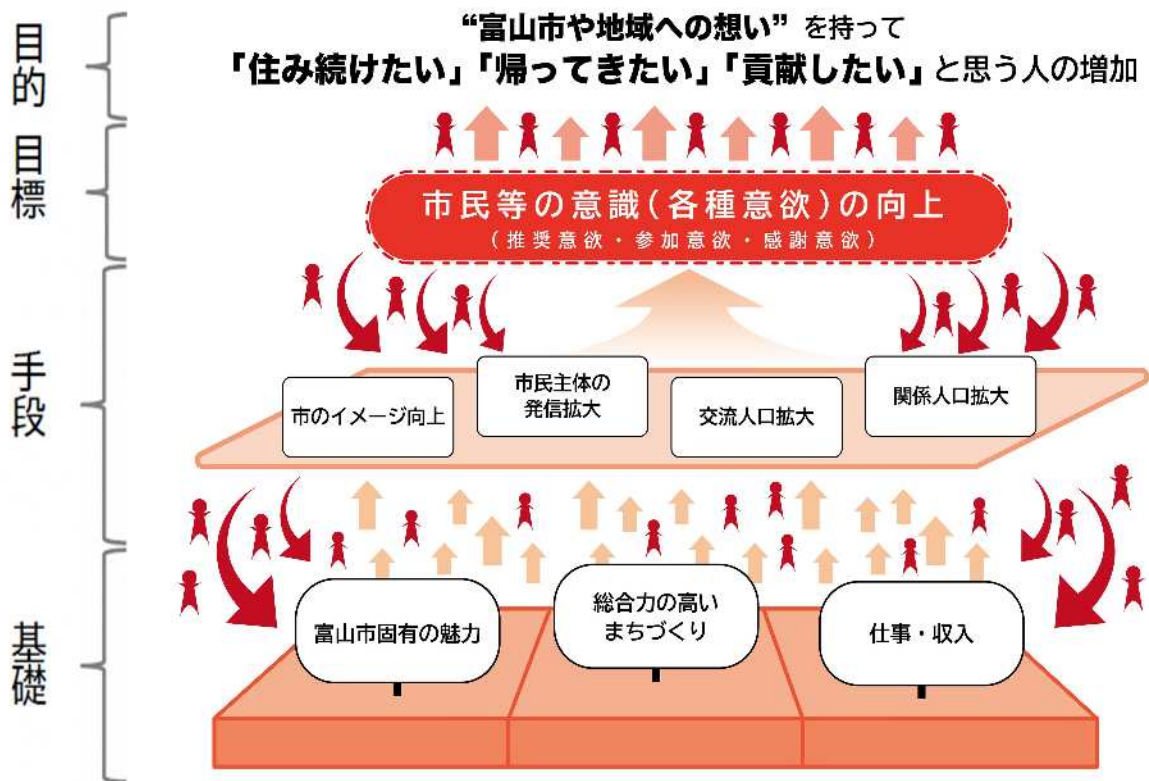 目的
“富山市や地域への想い” を持って
「住み続けたい」「帰ってきたい」「貢献したい」と思う人の増加
目標
市民等の意識(各種意欲)の向上
(推奨意欲・参加意欲・感謝意欲)
手段
市のイメージ向上
市民主体の
発信拡大
交流人口拡大
関係人口拡大
基礎
富山市固有の魅力
総合力の高い
まちづくり
仕事・収入